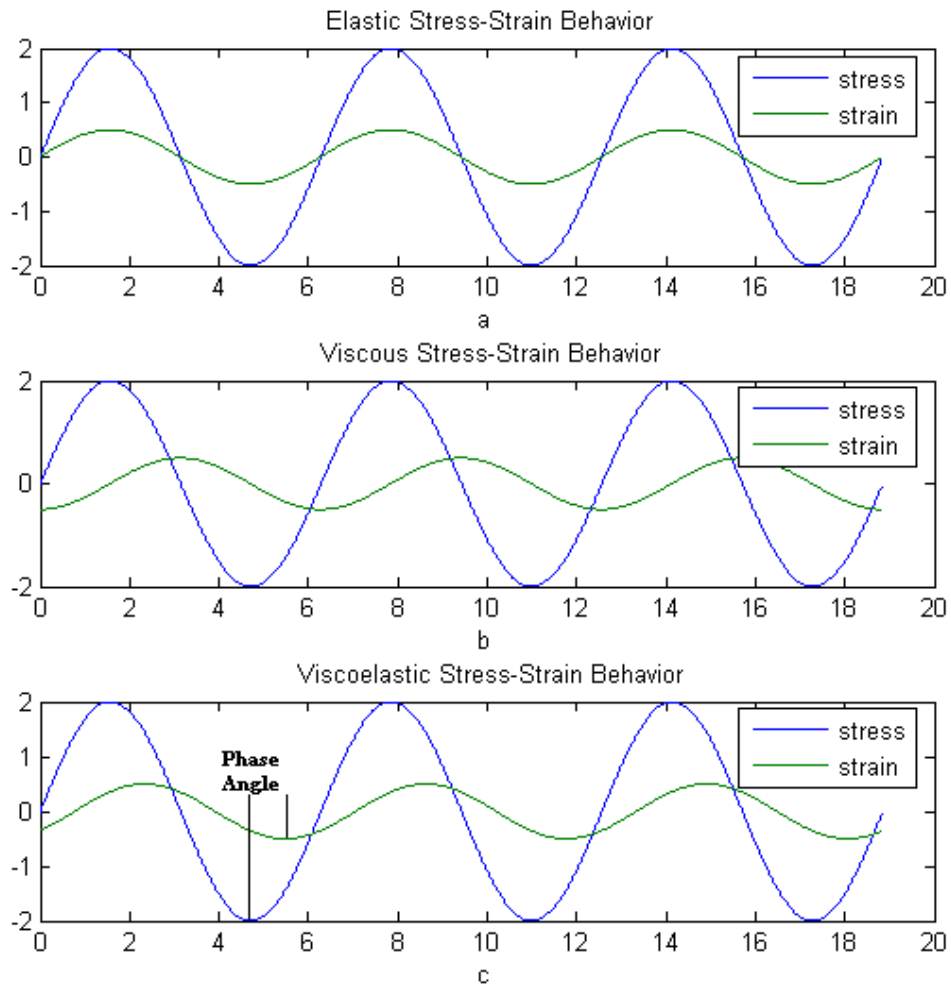 Elastic Stress-Strain Behavior
2
1
0
-1
-2
stress
strain
0 2 4 6 8 10 12 14 16 18 20
a
Viscous Stress-Strain Behavior
2
0
-2
stress
strain
0 2 4 6 8 10 12 14 16 18 20
b
Viscoelastic Stress-Strain Behavior
2
1
0
-1
-2
Phase
Angle
stress
strain
0 2 4 6 8 10 12 14 16 18 20
c